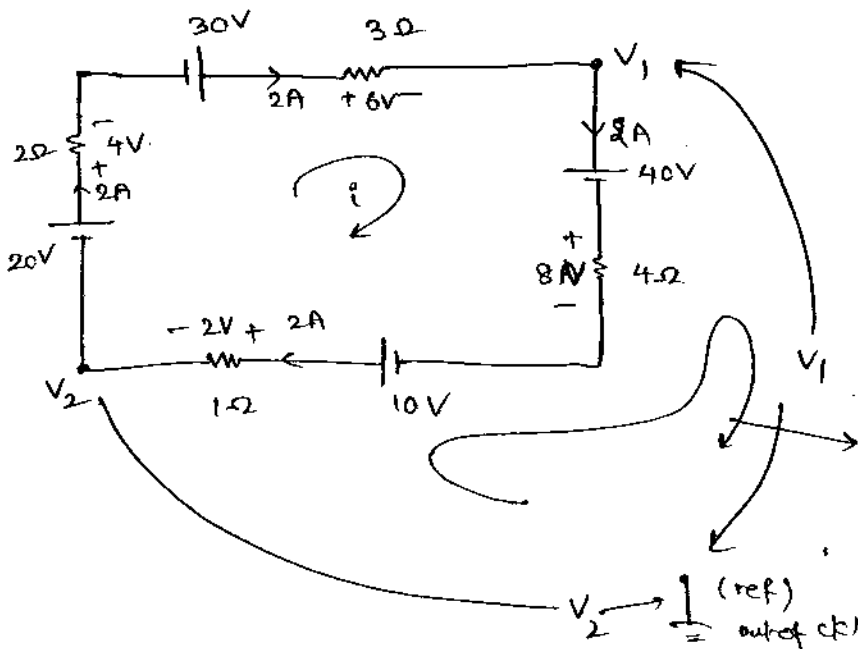 30V
3Ω
V₁
2A
+ 6V −
2Ω
− 4V +
2A
2A
40V
i
20V
+ 8V −
4Ω
− 2V + 2A
V₂
1Ω
10V
V₁
V₂
(ref)
out of ckt